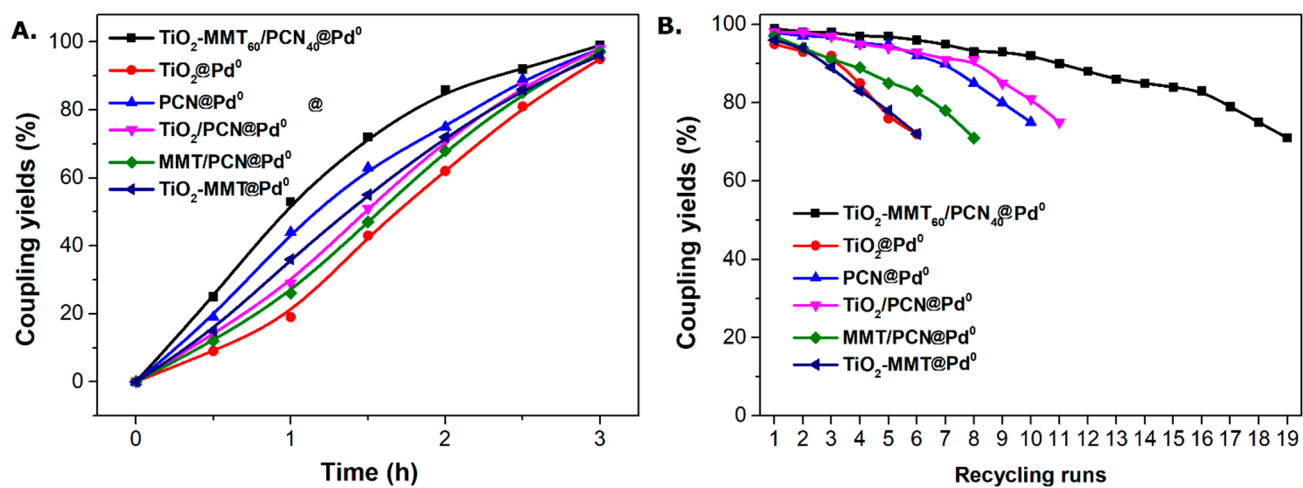 A.
Coupling yields (%)
100
80
60
40
20
0
TiO₂-MMT₆₀/PCN₄₀@Pd⁰
TiO₂@Pd⁰
PCN@Pd⁰ @
TiO₂/PCN@Pd⁰
MMT/PCN@Pd⁰
TiO₂-MMT@Pd⁰
0 1 2 3
Time (h)
B.
Coupling yields (%)
100
80
60
40
20
0
TiO₂-MMT₆₀/PCN₄₀@Pd⁰
TiO₂@Pd⁰
PCN@Pd⁰
TiO₂/PCN@Pd⁰
MMT/PCN@Pd⁰
TiO₂-MMT@Pd⁰
1 2 3 4 5 6 7 8 9 10 11 12 13 14 15 16 17 18 19
Recycling runs